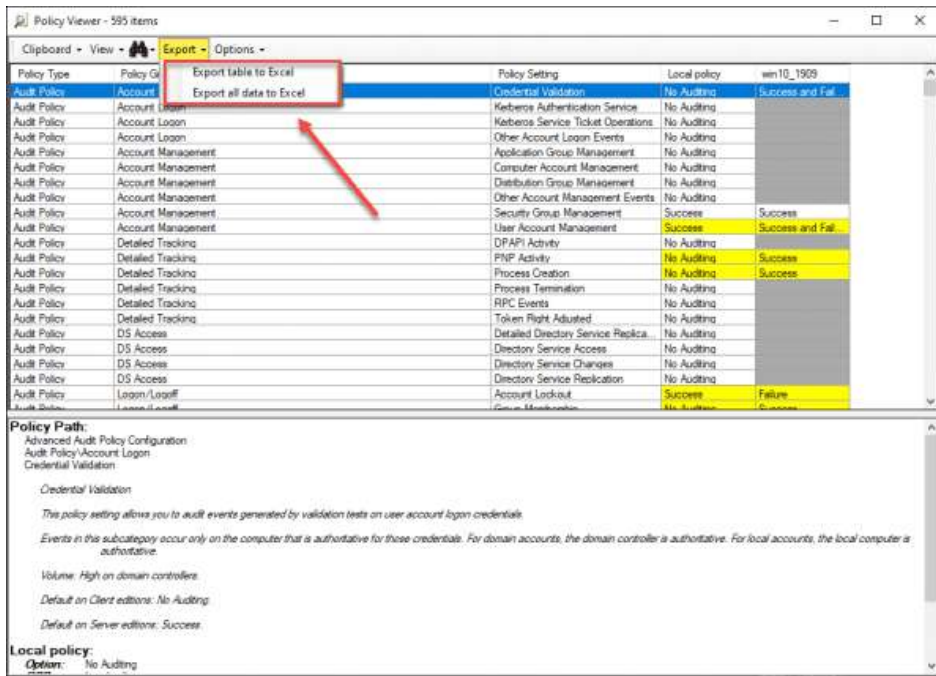 Policy Viewer - 595 items
Clipboard View Export Options
Policy Type Policy G Policy Setting Local policy win10_1909
Export table to Excel
Export all data to Excel
Audit Policy Account Credential Validation No Auditing Success and Fail...
Audit Policy Account Logon Kerberos Authentication Service No Auditing
Audit Policy Account Logon Kerberos Service Ticket Operations No Auditing
Audit Policy Account Logon Other Account Logon Events No Auditing
Audit Policy Account Management Application Group Management No Auditing
Audit Policy Account Management Computer Account Management No Auditing
Audit Policy Account Management Distribution Group Management No Auditing
Audit Policy Account Management Other Account Management Events No Auditing
Audit Policy Account Management Security Group Management Success Success
Audit Policy Account Management User Account Management Success Success and Fail...
Audit Policy Detailed Tracking DPAPI Activity No Auditing
Audit Policy Detailed Tracking PNP Activity No Auditing Success
Audit Policy Detailed Tracking Process Creation No Auditing Success
Audit Policy Detailed Tracking Process Termination No Auditing
Audit Policy Detailed Tracking RPC Events No Auditing
Audit Policy Detailed Tracking Token Right Adjusted No Auditing
Audit Policy DS Access Detailed Directory Service Replica... No Auditing
Audit Policy DS Access Directory Service Access No Auditing
Audit Policy DS Access Directory Service Changes No Auditing
Audit Policy DS Access Directory Service Replication No Auditing
Audit Policy Logon/Logoff Account Lockout Success Failure
Audit Policy Logon/Logoff Group Membership No Auditing Success
Policy Path:
Advanced Audit Policy Configuration
Audit Policy\Account Logon
Credential Validation
Credential Validation
This policy setting allows you to audit events generated by validation tests on user account logon credentials.
Events in this subcategory occur only on the computer that is authoritative for those credentials. For domain accounts, the domain controller is authoritative. For local accounts, the local computer is
authoritative.
Volume: High on domain controllers.
Default on Client editions: No Auditing.
Default on Server editions: Success.
Local policy:
Option: No Auditing